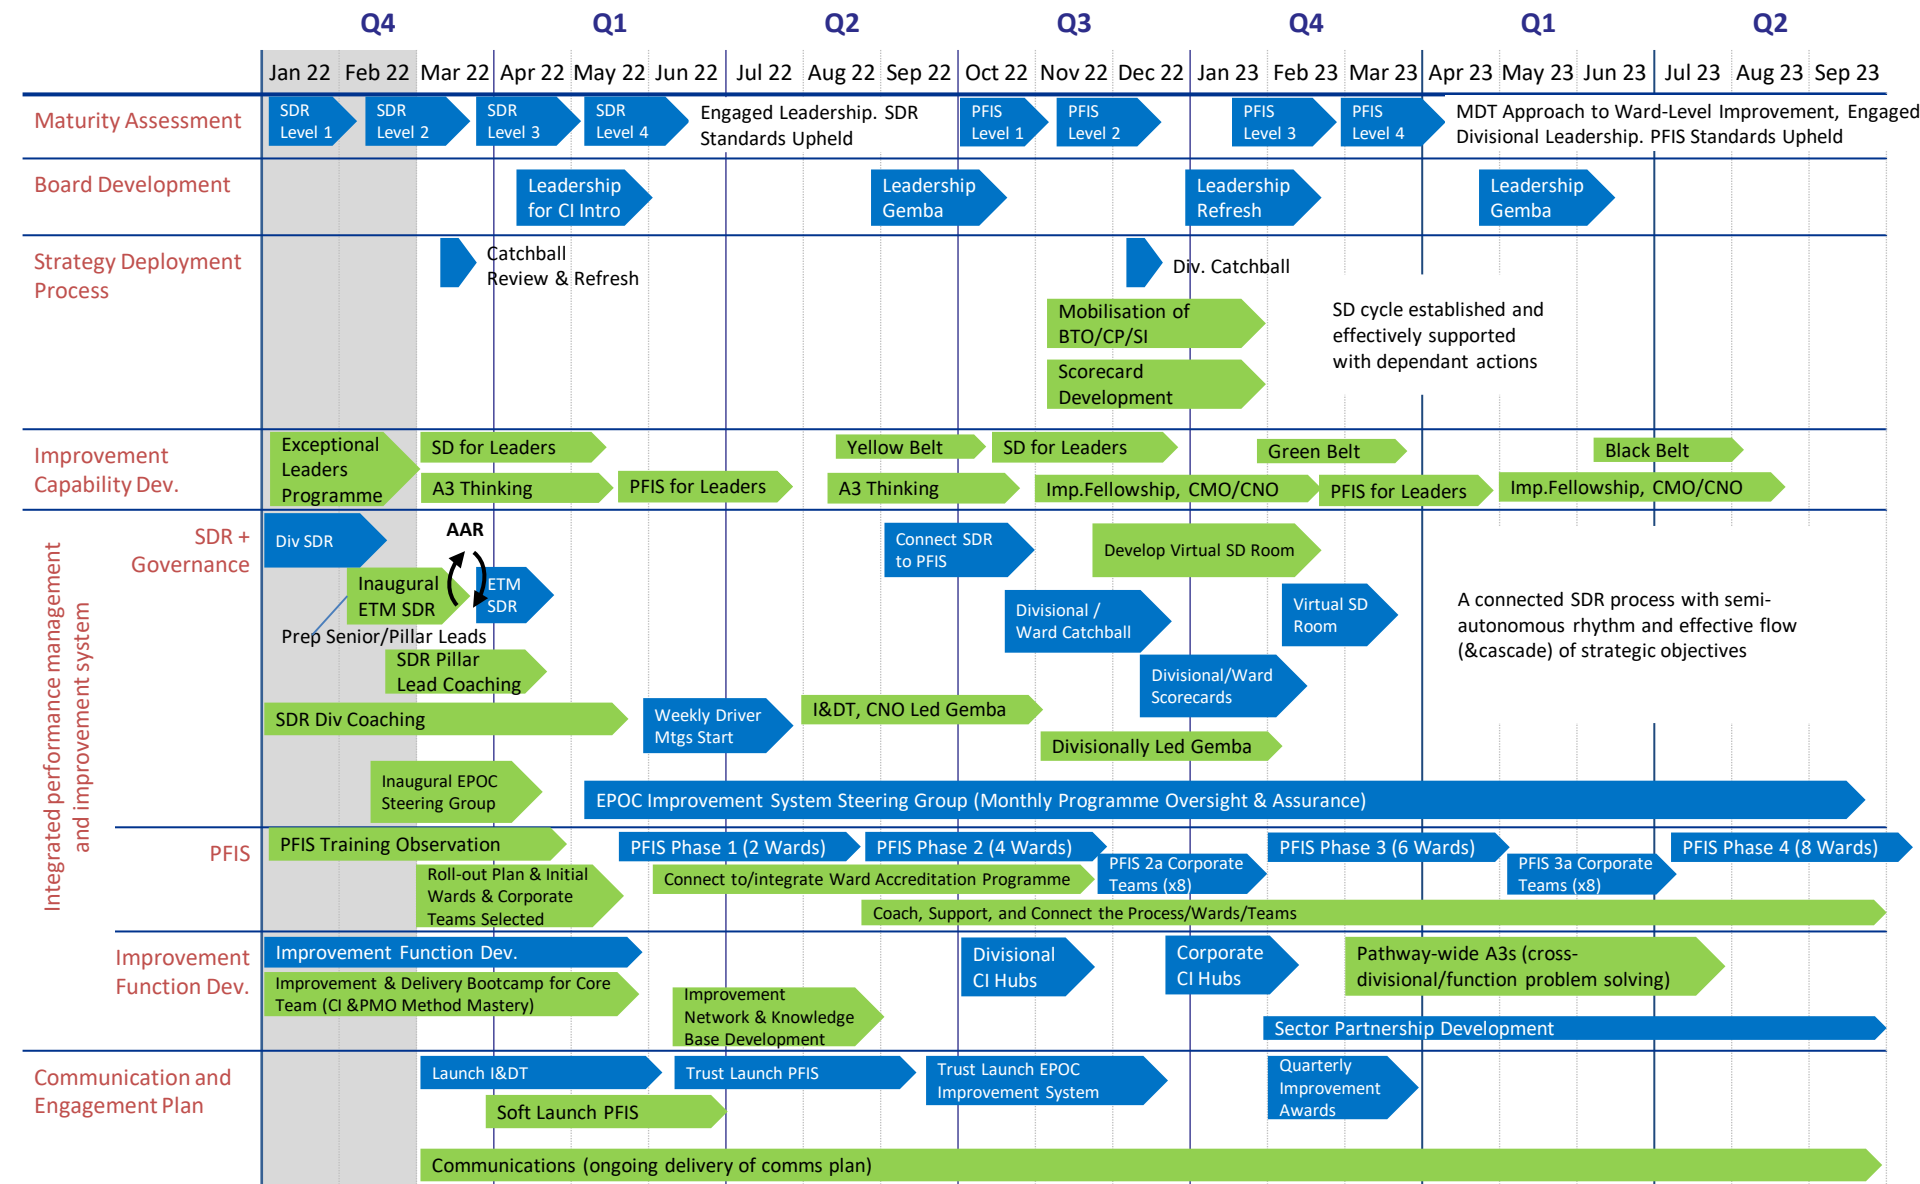 Q4 Q1 Q2 Q3 Q4 Q1 Q2
Jan 22 Feb 22 Mar 22 Apr 22 May 22 Jun 22 Jul 22 Aug 22 Sep 22 Oct 22 Nov 22 Dec 22 Jan 23 Feb 23 Mar 23 Apr 23 May 23 Jun 23 Jul 23 Aug 23 Sep 23
Maturity Assessment
SDR
Level 1
SDR
Level 2
SDR
Level 3
SDR
Level 4
Engaged Leadership. SDR
Standards Upheld
PFIS
Level 1
PFIS
Level 2
PFIS
Level 3
PFIS
Level 4
MDT Approach to Ward-Level Improvement, Engaged
Divisional Leadership. PFIS Standards Upheld
Board Development
Leadership
for CI Intro
Leadership
Gemba
Leadership
Refresh
Leadership
Gemba
Strategy Deployment
Process
Catchball
Review & Refresh
Div. Catchball
Mobilisation of
BTO/CP/SI
Scorecard
Development
SD cycle established and
effectively supported
with dependant actions
Improvement
Capability Dev.
Exceptional
Leaders
Programme
SD for Leaders
A3 Thinking
PFIS for Leaders
Yellow Belt
A3 Thinking
SD for Leaders
Imp.Fellowship, CMO/CNO
Green Belt
PFIS for Leaders
Black Belt
Imp.Fellowship, CMO/CNO
Integrated performance management
and improvement system
SDR +
Governance
Div SDR
AAR
Inaugural
ETM SDR
ETM
SDR
Prep Senior/Pillar Leads
SDR Pillar
Lead Coaching
SDR Div Coaching
Weekly Driver
Mtgs Start
I&DT, CNO Led Gemba
Connect SDR
to PFIS
Develop Virtual SD Room
Divisional /
Ward Catchball
Virtual SD
Room
Divisional/Ward
Scorecards
Divisionally Led Gemba
A connected SDR process with semi-
autonomous rhythm and effective flow
(&cascade) of strategic objectives
Inaugural EPOC
Steering Group
EPOC Improvement System Steering Group (Monthly Programme Oversight & Assurance)
PFIS
PFIS Training Observation
PFIS Phase 1 (2 Wards)
PFIS Phase 2 (4 Wards)
PFIS 2a Corporate
Teams (x8)
PFIS Phase 3 (6 Wards)
PFIS 3a Corporate
Teams (x8)
PFIS Phase 4 (8 Wards)
Roll-out Plan & Initial
Wards & Corporate
Teams Selected
Connect to/integrate Ward Accreditation Programme
Coach, Support, and Connect the Process/Wards/Teams
Improvement
Function Dev.
Improvement Function Dev.
Improvement & Delivery Bootcamp for Core
Team (CI &PMO Method Mastery)
Improvement
Network & Knowledge
Base Development
Divisional
CI Hubs
Corporate
CI Hubs
Pathway-wide A3s (cross-
divisional/function problem solving)
Sector Partnership Development
Communication and
Engagement Plan
Launch I&DT
Trust Launch PFIS
Trust Launch EPOC
Improvement System
Quarterly
Improvement
Awards
Soft Launch PFIS
Communications (ongoing delivery of comms plan)